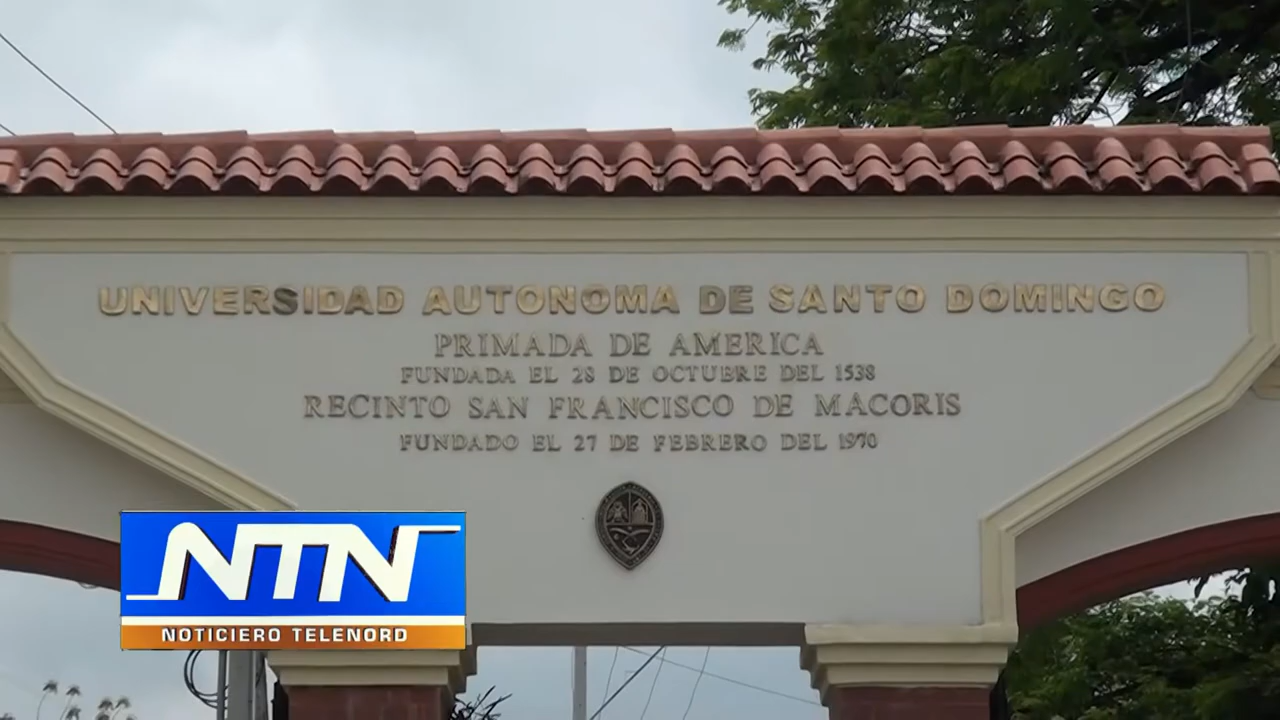 UNIVERSIDAD AUTONOMA DE SANTO DOMINGO
PRIMADA DE AMERICA
FUNDADA EL 28 DE OCTUBRE DEL 1538
RECINTO SAN FRANCISCO DE MACORIS
FUNDADO EL 27 DE FEBRERO DEL 1970
NTN
NOTICIERO TELENORD